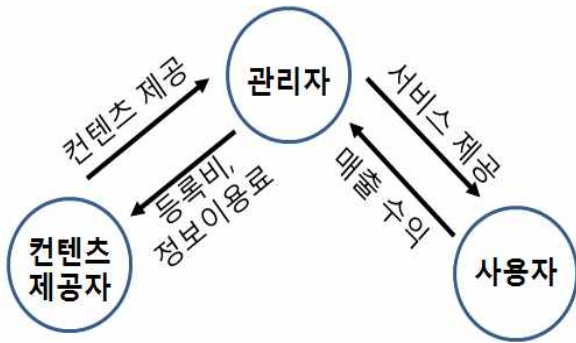 관리자
컨텐츠 제공
서비스 제공
등록비,
정보이용료
매출 수익
컨텐츠
제공자
사용자